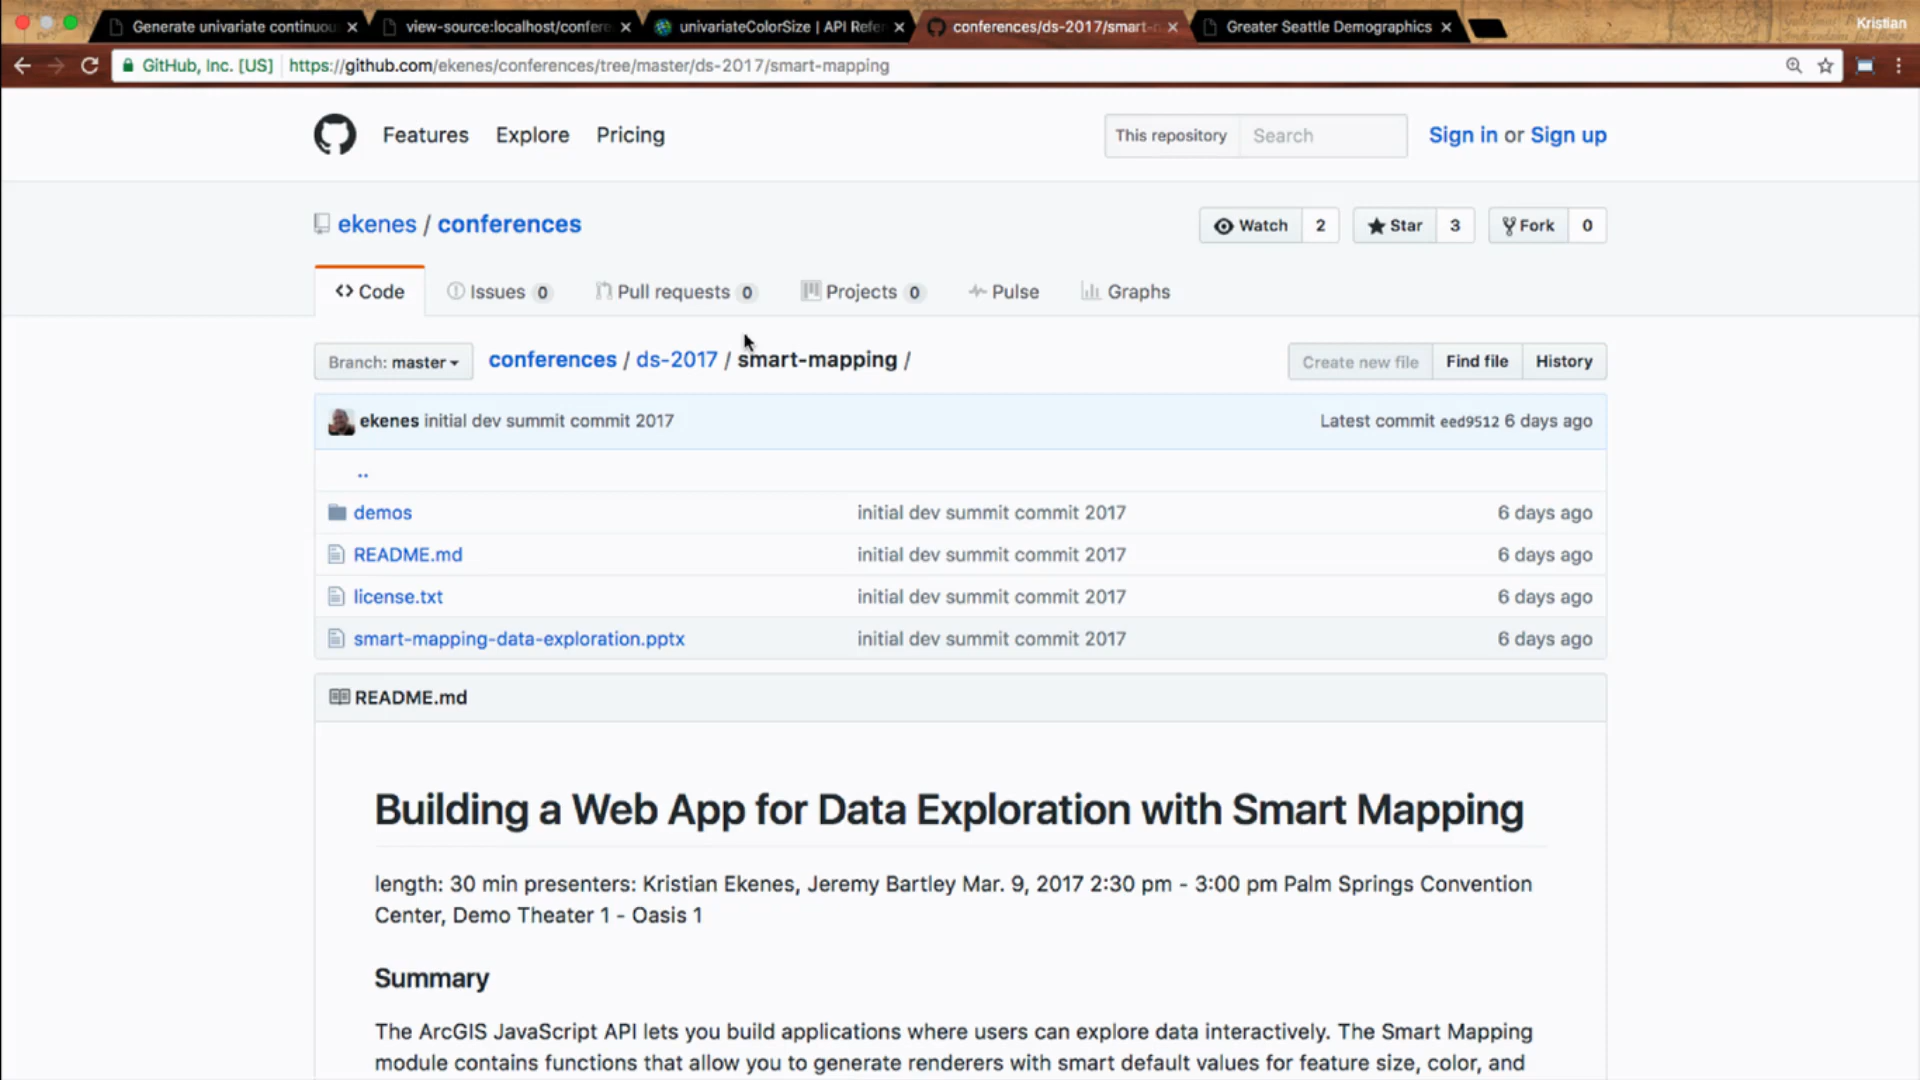 Generate univariate continuou
view-source:localhost/confere
univariateColorSize | API Refer
conferences/ds-2017/smart-
Greater Seattle Demographics
Kristian
GitHub, Inc. [US] https://github.com/ekenes/conferences/tree/master/ds-2017/smart-mapping
Features Explore Pricing
This repository Search
Sign in or Sign up
ekenes / conferences
Watch 2 Star 3 Fork 0
Code Issues 0 Pull requests 0 Projects 0 Pulse Graphs
Branch: master conferences / ds-2017 / smart-mapping /
Create new file Find file History
ekenes initial dev summit commit 2017 Latest commit eed9512 6 days ago
..
demos initial dev summit commit 2017 6 days ago
README.md initial dev summit commit 2017 6 days ago
license.txt initial dev summit commit 2017 6 days ago
smart-mapping-data-exploration.pptx initial dev summit commit 2017 6 days ago
README.md
Building a Web App for Data Exploration with Smart Mapping
length: 30 min presenters: Kristian Ekenes, Jeremy Bartley Mar. 9, 2017 2:30 pm - 3:00 pm Palm Springs Convention
Center, Demo Theater 1 - Oasis 1
Summary
The ArcGIS JavaScript API lets you build applications where users can explore data interactively. The Smart Mapping
module contains functions that allow you to generate renderers with smart default values for feature size, color, and